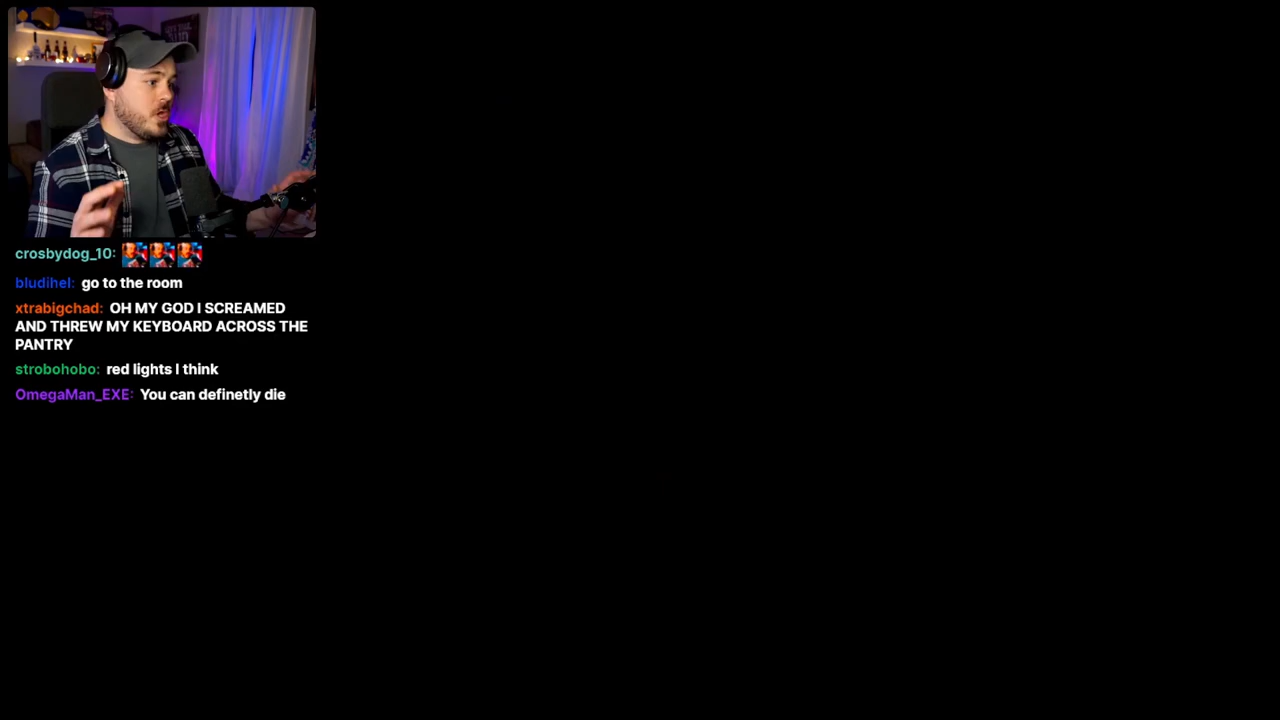 crosbydog_10:
bludihel: go to the room
xtrabigchad: OH MY GOD I SCREAMED
AND THREW MY KEYBOARD ACROSS THE
PANTRY
strobohobo: red lights I think
OmegaMan_EXE: You can definetly die